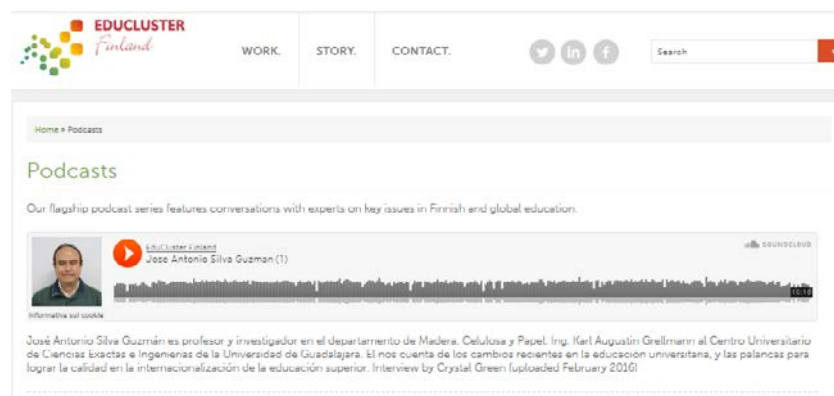 EDUCLUSTER
Finland
WORK.
STORY.
CONTACT.
Search
Home » Podcasts
Podcasts
Our flagship podcast series features conversations with experts on key issues in Finnish and global education.
EduCluster Finland
SOUNDCLOUD
Jose Antonio Silva Guzman (1)
10:10
Informativa sui cookie
José Antonio Silva Guzmán es profesor y investigador en el departamento de Madera, Celulosa y Papel, Ing. Karl Augustin Grellmann al Centro Universitario
de Ciencias Exactas e Ingenierías de la Universidad de Guadalajara. El nos cuenta de los cambios recientes en la educación universitaria, y las palancas para
lograr la calidad en la internacionalización de la educación superior. Interview by Crystal Green (uploaded February 2016)